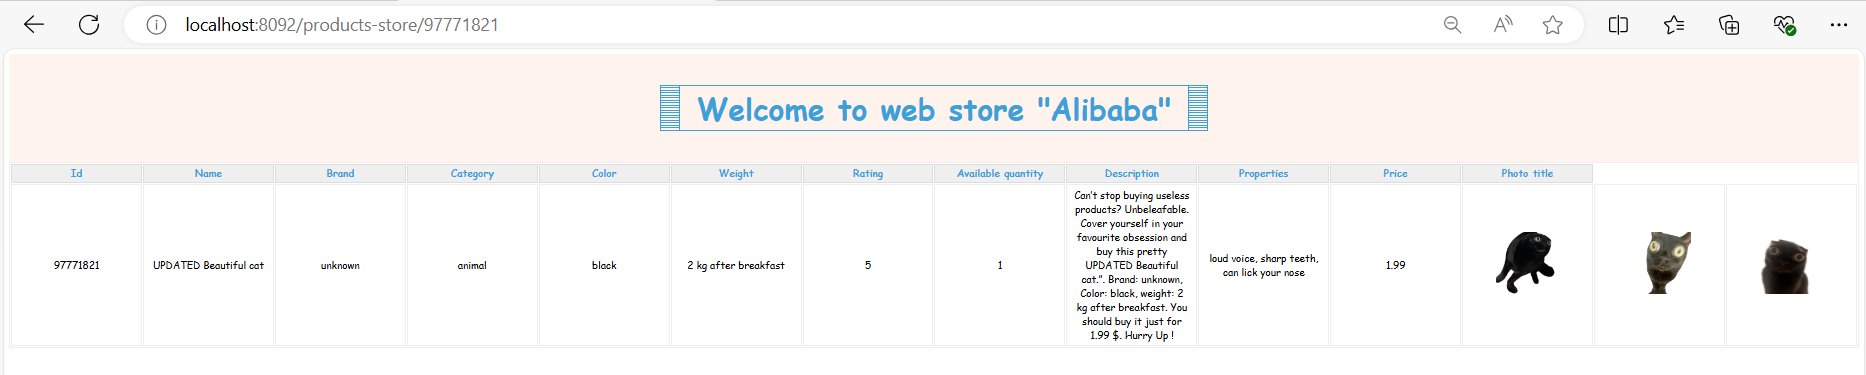 localhost:8092/products-store/97771821
Welcome to web store "Alibaba"
Id Name Brand Category Color Weight Rating Available quantity Description Properties Price Photo title
97771821 UPDATED Beautiful cat unknown animal black 2 kg after breakfast 5 1
Can't stop buying useless
products? Unbeleafable.
Cover yourself in your
favourite obsession and
buy this pretty
UPDATED Beautiful
cat.". Brand: unknown,
Color: black, weight: 2
kg after breakfast. You
should buy it just for
1.99 $. Hurry Up !
loud voice, sharp teeth,
can lick your nose
1.99